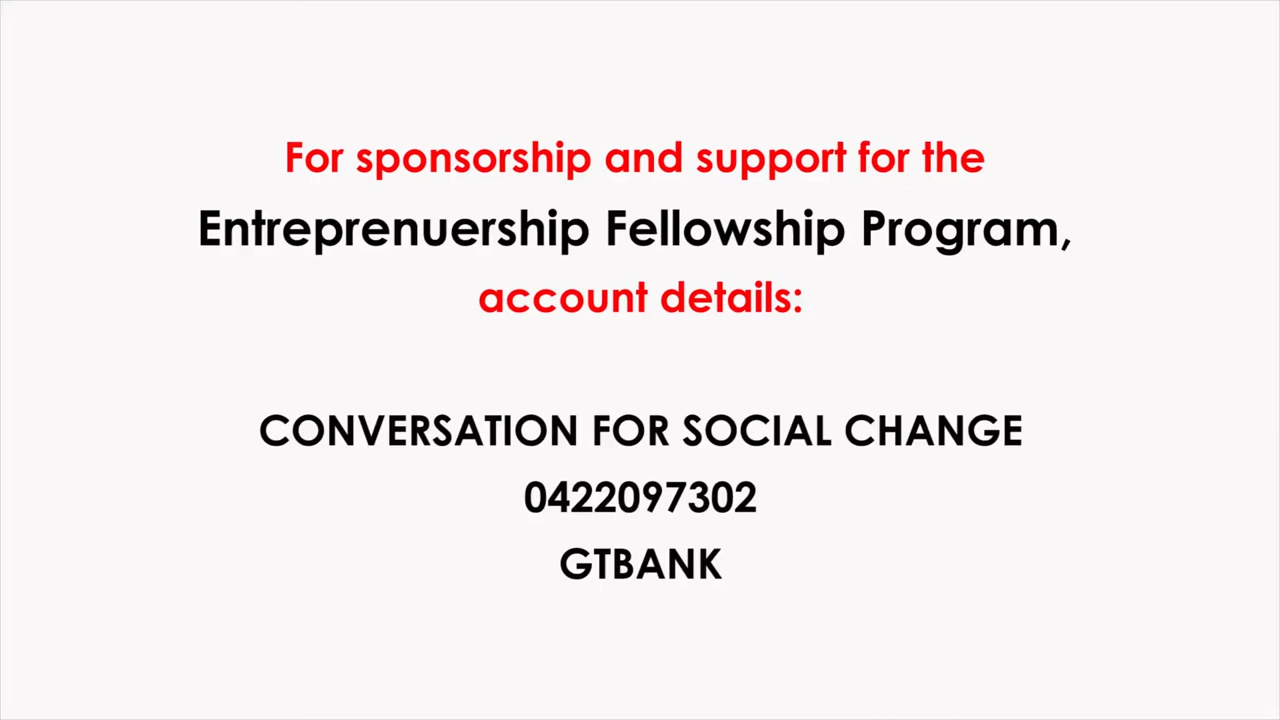 For sponsorship and support for the
Entreprenuership Fellowship Program,
account details:
CONVERSATION FOR SOCIAL CHANGE
0422097302
GTBANK